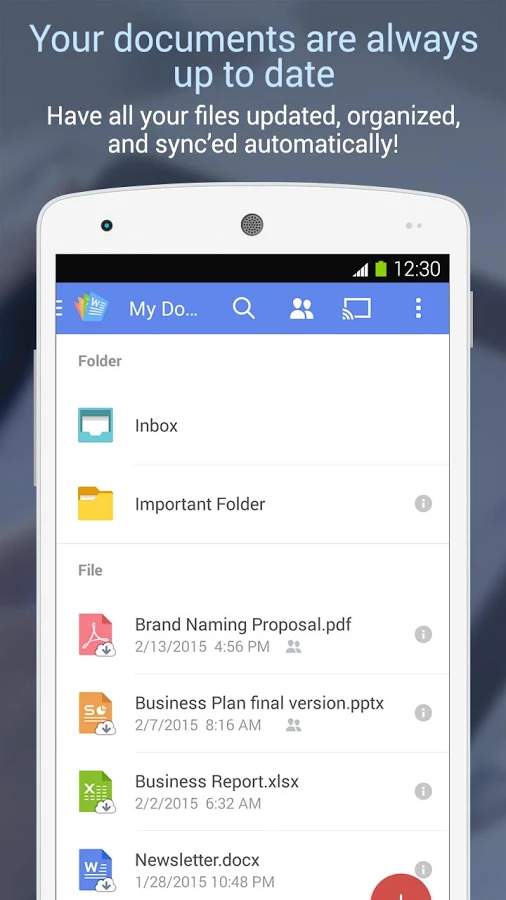 Your documents are always
up to date
Have all your files updated, organized,
and sync’ed automatically!
12:30
W
My Do...
Folder
Inbox
Important Folder
File
Brand Naming Proposal.pdf
2/13/2015 4:56 PM
S
Business Plan final version.pptx
2/7/2015 8:16 AM
X
Business Report.xlsx
2/2/2015 6:32 AM
W
Newsletter.docx
1/28/2015 10:48 PM